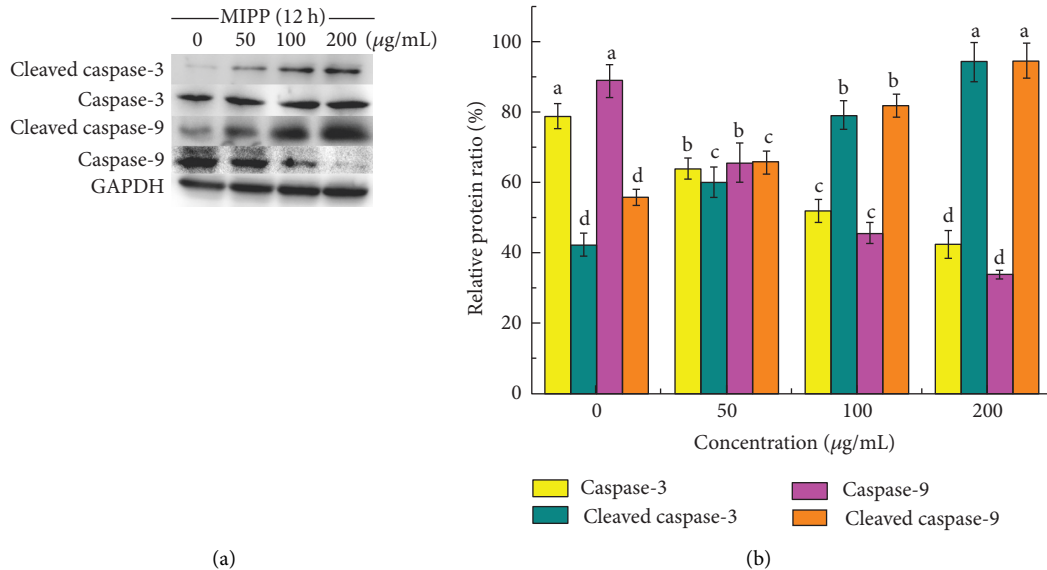 MIPP (12 h)
0 50 100 200 (μg/mL)
Cleaved caspase-3
Caspase-3
Cleaved caspase-9
Caspase-9
GAPDH
(a)
Relative protein ratio (%)
100
80
60
40
20
0
a d a d
b c b c
c b c b
d a d a
0 50 100 200
Concentration (μg/mL)
Caspase-3 Caspase-9
Cleaved caspase-3 Cleaved caspase-9
(b)